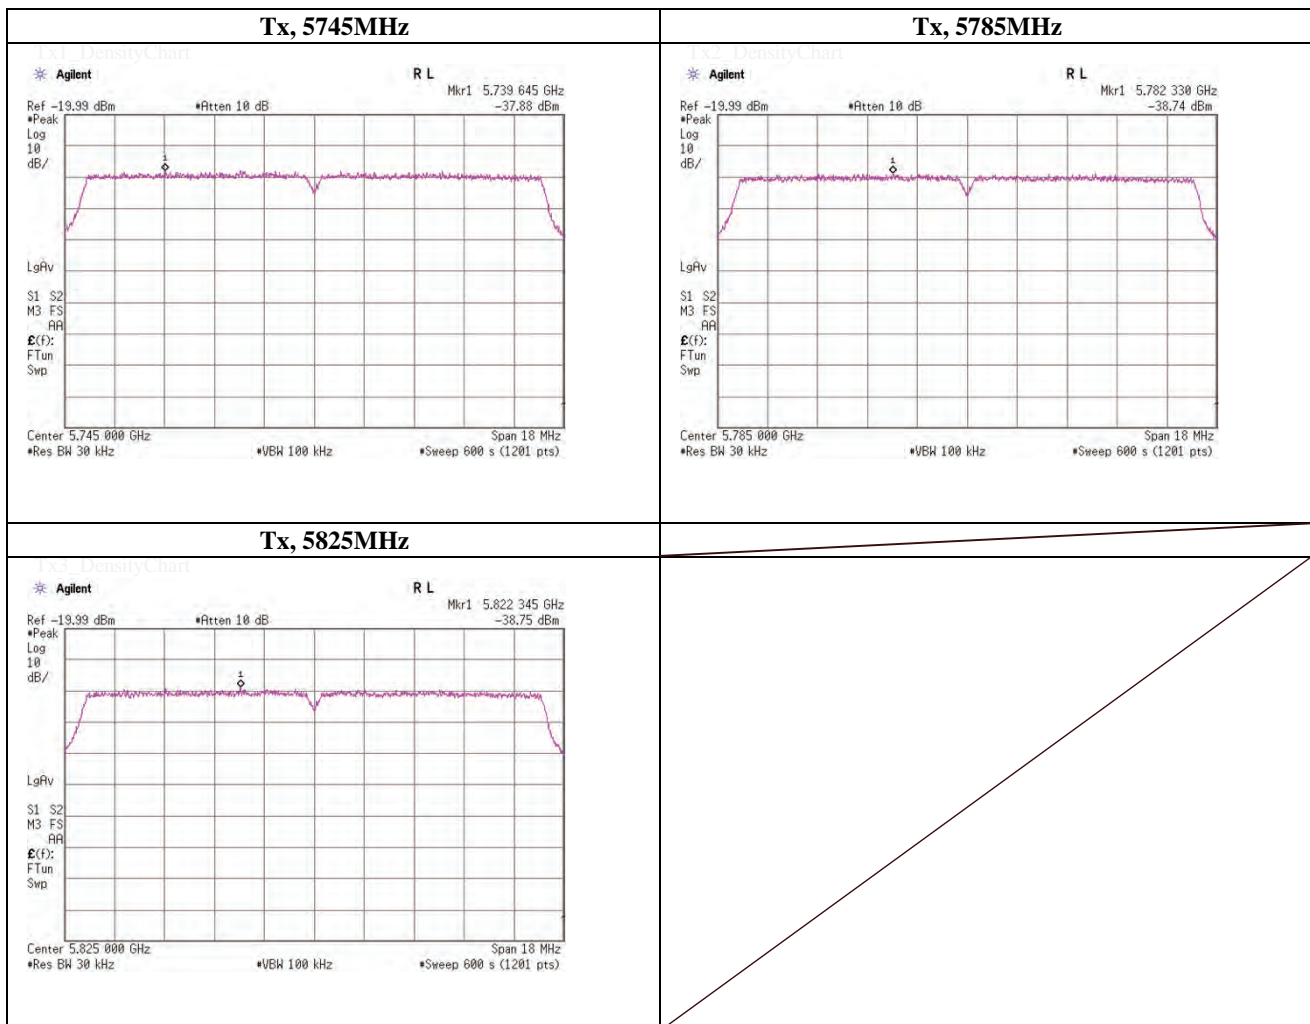 Tx, 5745MHz
Tx1_DensityChart
Agilent
R L
Mkr1 5.739 645 GHz
Ref -19.99 dBm
*Atten 10 dB
-37.88 dBm
*Peak
Log
10
dB/
1
LgAv
S1 S2
M3 FS
AA
£(f):
FTun
Swp
Center 5.745 000 GHz
Span 18 MHz
*Res BW 30 kHz
*VBW 100 kHz
*Sweep 600 s (1201 pts)
Tx, 5785MHz
Tx2_DensityChart
Agilent
R L
Mkr1 5.782 330 GHz
Ref -19.99 dBm
*Atten 10 dB
-38.74 dBm
*Peak
Log
10
dB/
1
LgAv
S1 S2
M3 FS
AA
£(f):
FTun
Swp
Center 5.785 000 GHz
Span 18 MHz
*Res BW 30 kHz
*VBW 100 kHz
*Sweep 600 s (1201 pts)
Tx, 5825MHz
Tx3_DensityChart
Agilent
R L
Mkr1 5.822 345 GHz
Ref -19.99 dBm
*Atten 10 dB
-38.75 dBm
*Peak
Log
10
dB/
1
LgAv
S1 S2
M3 FS
AA
£(f):
FTun
Swp
Center 5.825 000 GHz
Span 18 MHz
*Res BW 30 kHz
*VBW 100 kHz
*Sweep 600 s (1201 pts)